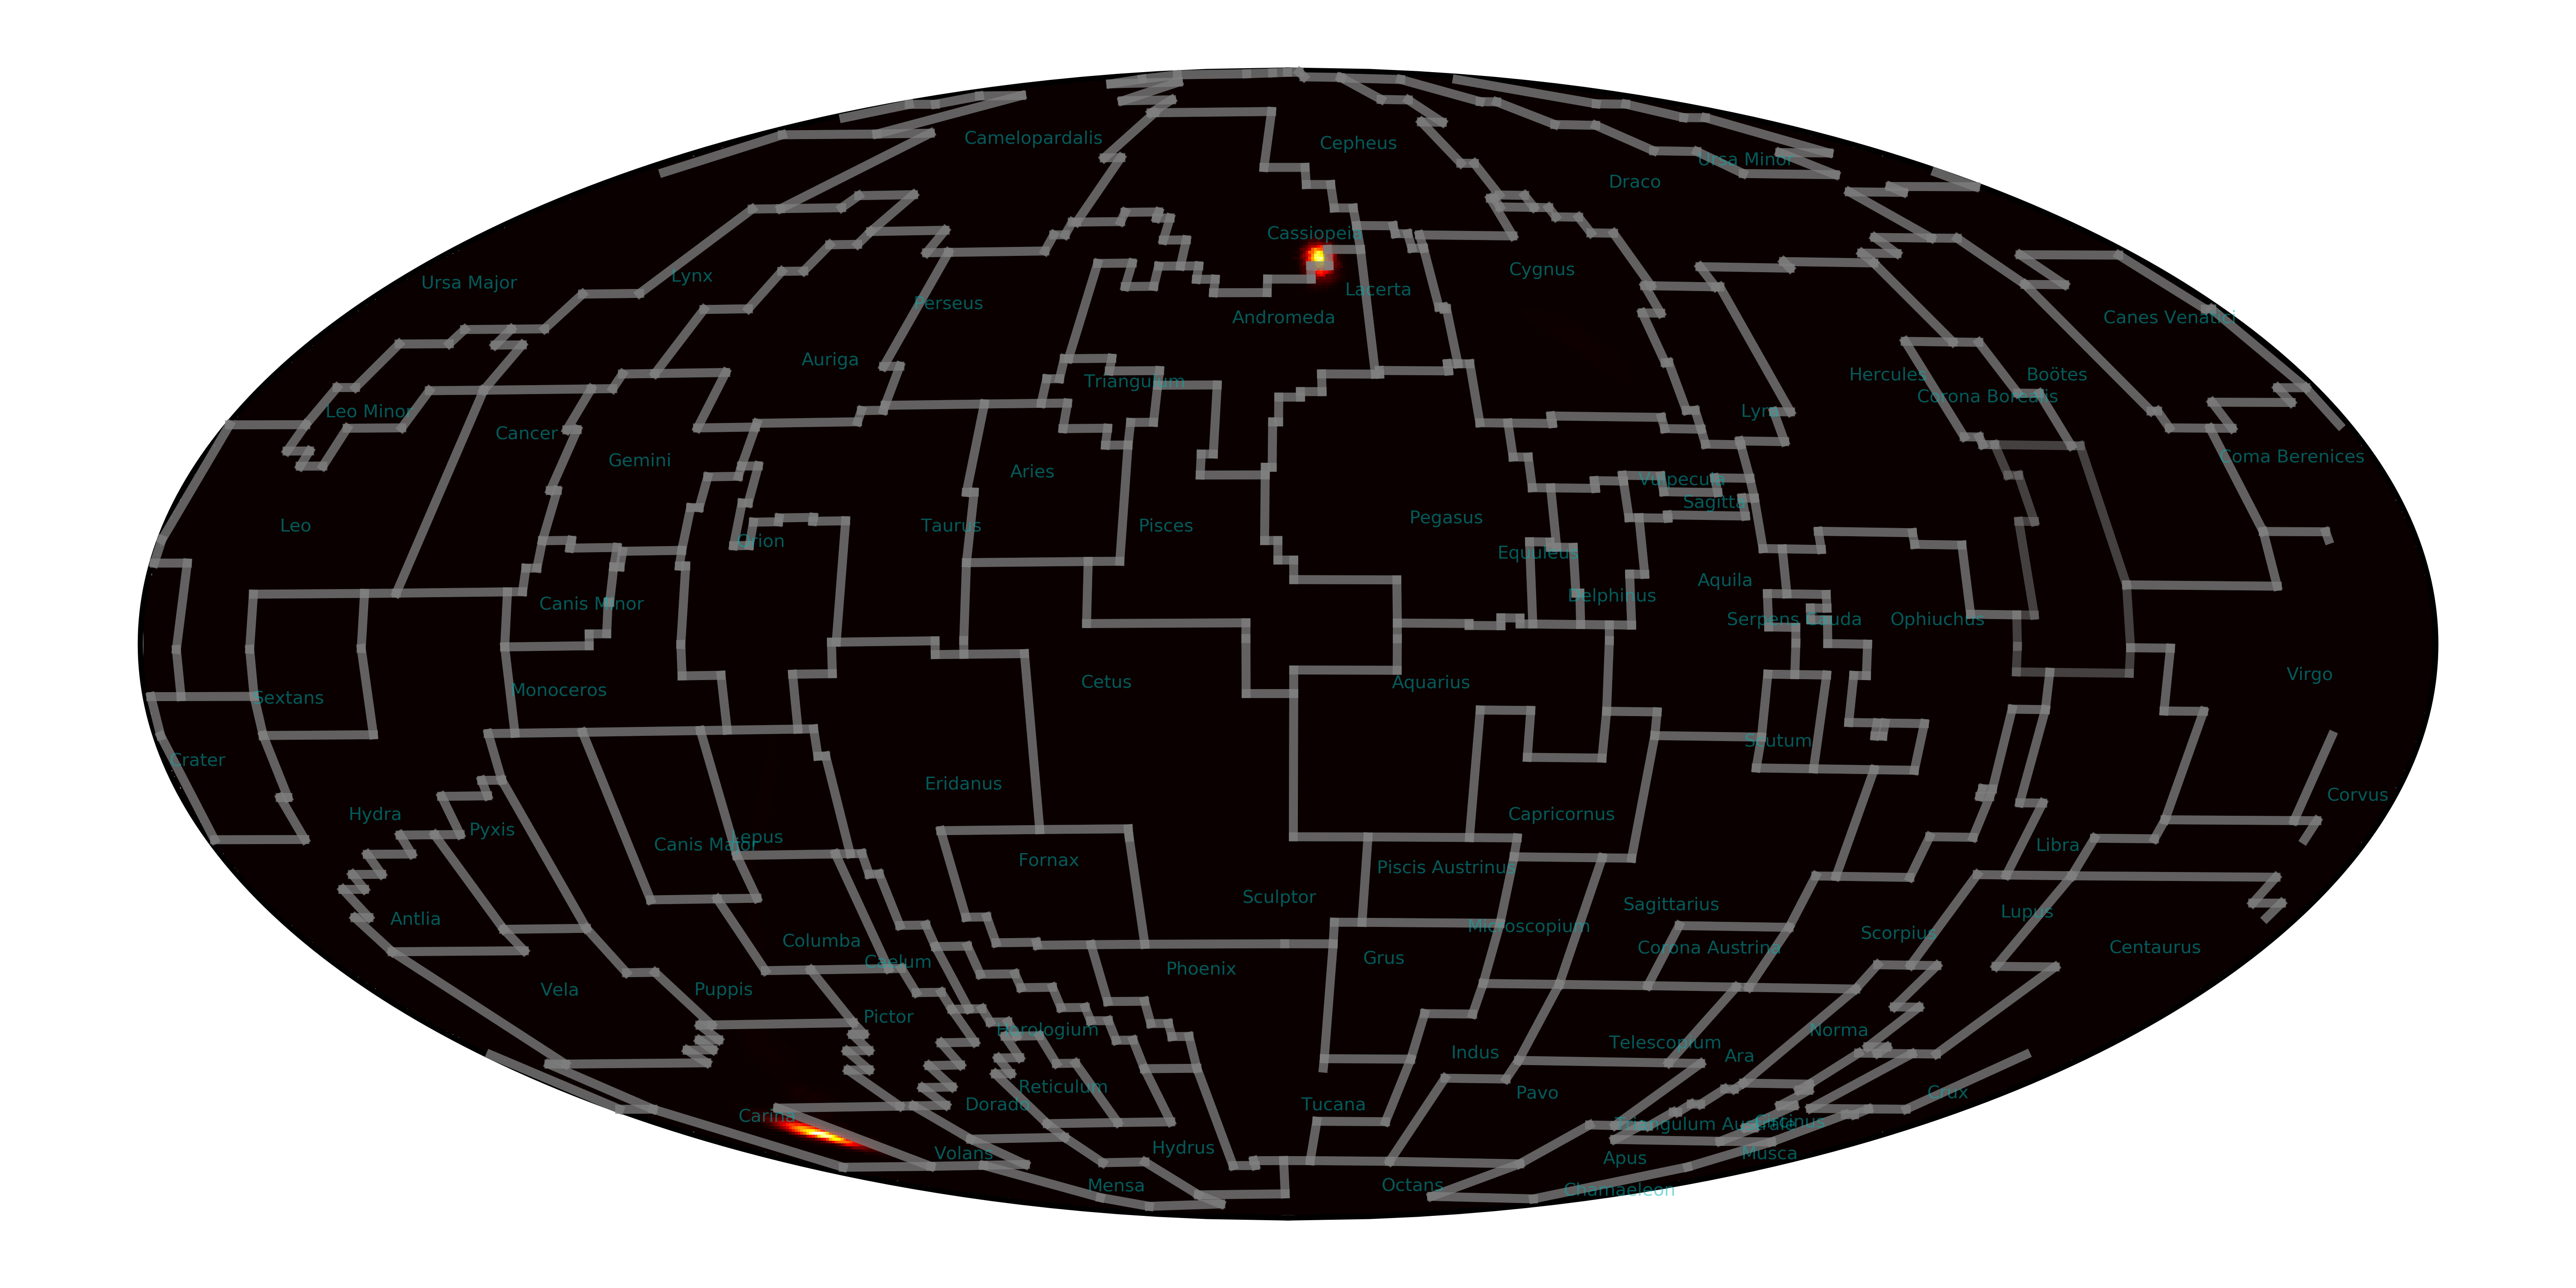 Camelopardalis
Cepheus
Ursa Minor
Draco
Cassiopeia
Cygnus
Lynx
Ursa Major
Lacerta
Perseus
Andromeda
Canes Venatici
Auriga
Hercules
Boötes
Triangulum
Corona Borealis
Leo Minor
Lyra
Cancer
Coma Berenices
Gemini
Aries
Vulpecula
Sagitta
Pegasus
Leo
Taurus
Pisces
Orion
Equuleus
Aquila
Delphinus
Canis Minor
Serpens Cauda
Ophiuchus
Virgo
Cetus
Aquarius
Monoceros
Sextans
Scutum
Crater
Eridanus
Corvus
Hydra
Capricornus
Pyxis
Lepus
Canis Major
Libra
Fornax
Piscis Austrinus
Sculptor
Sagittarius
Lupus
Antlia
Microscopium
Scorpius
Columba
Corona Austrina
Centaurus
Grus
Caelum
Phoenix
Vela
Puppis
Pictor
Horologium
Norma
Telescopium
Indus
Ara
Reticulum
Pavo
Crux
Dorado
Tucana
Carina
Triangulum Australe
Circinus
Hydrus
Volans
Musca
Apus
Mensa
Octans
Chamaeleon